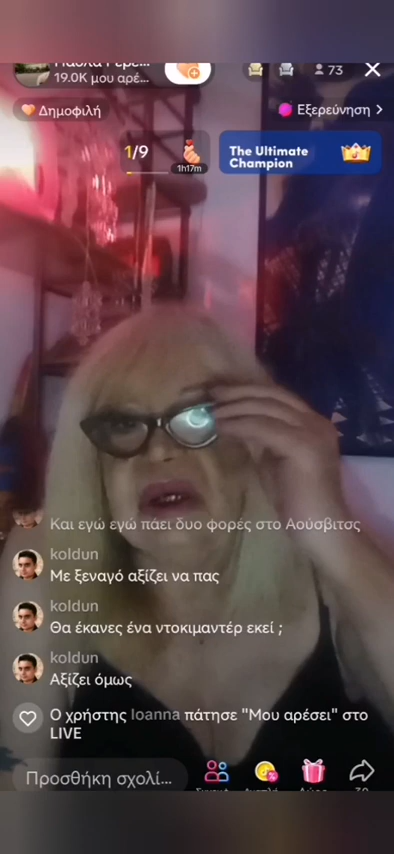 19.0K μου αρέ...
73
Δημοφιλή
Εξερεύνηση
1/9
1h17m
The Ultimate
Champion
Και εγώ εγώ πάει δυο φορές στο Αούσβιτσ
koldun
Με ξεναγό αξίζει να πας
koldun
Θα έκανες ένα ντοκιμαντέρ εκεί ;
koldun
Αξίζει όμως
Ο χρήστης Ioanna πάτησε "Μου αρέσει" στο
LIVE
Προσθήκη σχολί...